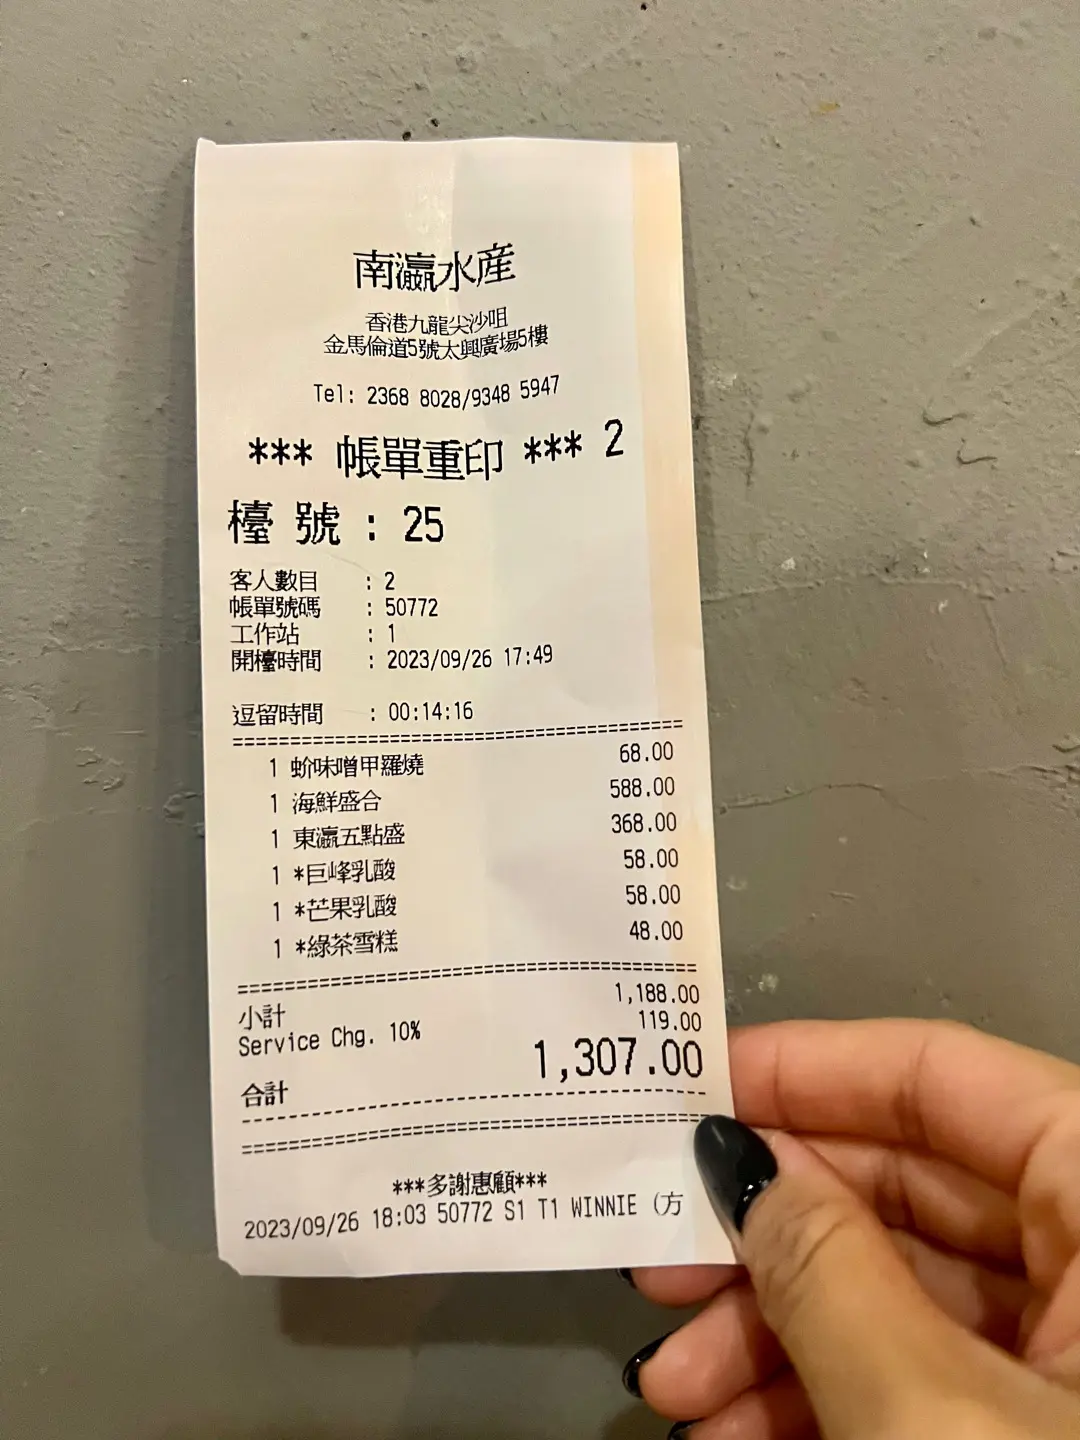 南瀛水産
香港九龍尖沙咀
金馬倫道5號太興廣場5樓
Tel: 2368 8028/9348 5947
*** 帳單重印 *** 2
檯 號 : 25
客人數目 : 2
帳單號碼 : 50772
工作站 : 1
開檯時間 : 2023/09/26 17:49
逗留時間 : 00:14:16
1 蚧味噌甲羅燒 68.00
1 海鮮盛合 588.00
1 東瀛五點盛 368.00
1 *巨峰乳酸 58.00
1 *芒果乳酸 58.00
1 *綠茶雪糕 48.00
小計 1,188.00
Service Chg. 10% 119.00
合計 1,307.00
***多謝惠顧***
2023/09/26 18:03 50772 S1 T1 WINNIE (方